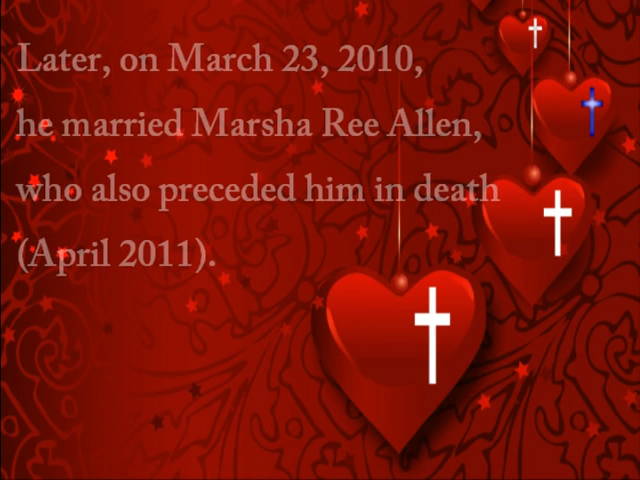 Later, on March 23, 2010,
he married Marsha Ree Allen,
who also preceded him in death
(April 2011).